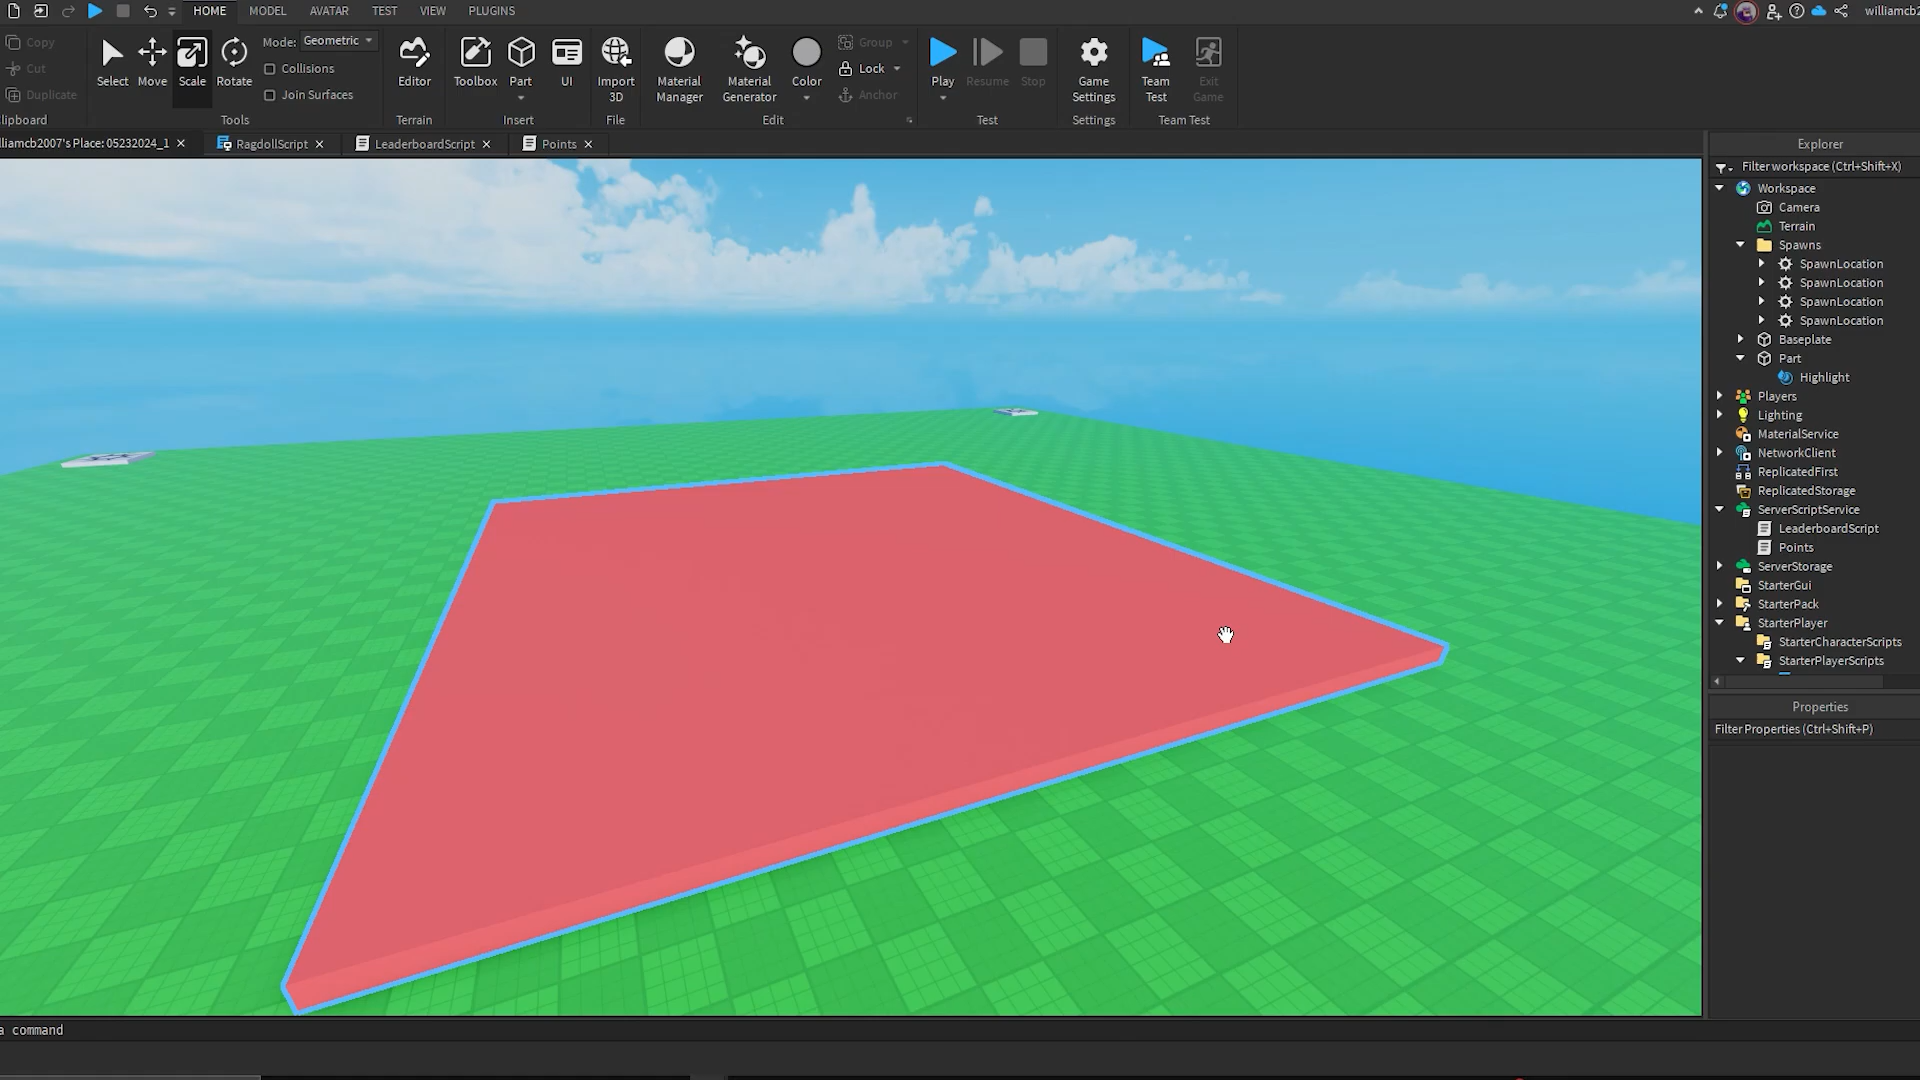 HOME MODEL AVATAR TEST VIEW PLUGINS
williamcb2
Copy
Cut
Duplicate
lipboard
Select Move Scale Rotate
Mode: Geometric
Collisions
Join Surfaces
Tools
Editor
Terrain
Toolbox Part UI
Insert
Import
3D
File
Material
Manager
Material
Generator
Color
Group
Lock
Anchor
Edit
Play Resume Stop
Test
Game
Settings
Settings
Team
Test
Exit
Game
Team Test
lliamcb2007's Place: 05232024_1 RagdollScript LeaderboardScript Points
Explorer
Filter workspace (Ctrl+Shift+X)
Workspace
Camera
Terrain
Spawns
SpawnLocation
SpawnLocation
SpawnLocation
SpawnLocation
Baseplate
Part
Highlight
Players
Lighting
MaterialService
NetworkClient
ReplicatedFirst
ReplicatedStorage
ServerScriptService
LeaderboardScript
Points
ServerStorage
StarterGui
StarterPack
StarterPlayer
StarterCharacterScripts
StarterPlayerScripts
Properties
Filter Properties (Ctrl+Shift+P)
a command